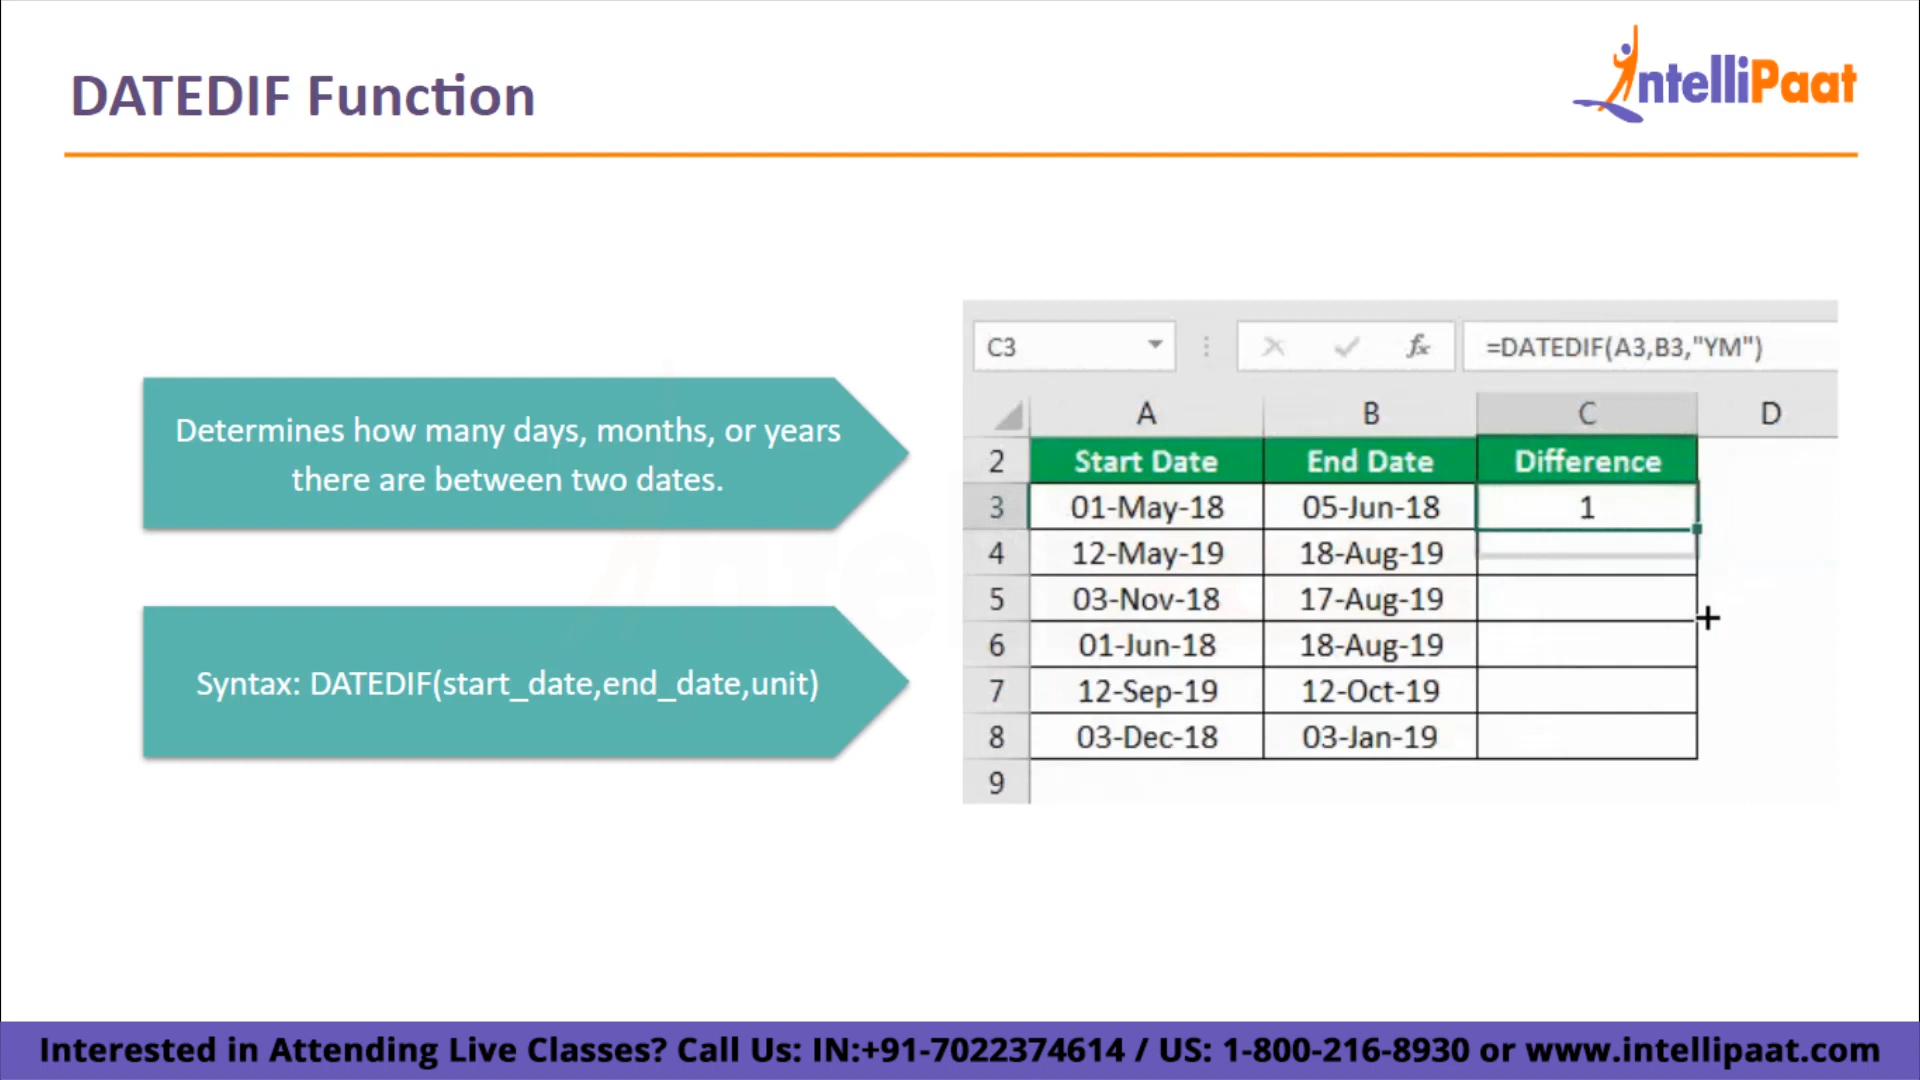 DATEDIF Function
IntelliPaat
Determines how many days, months, or years
there are between two dates.
Syntax: DATEDIF(start_date,end_date,unit)
C3 fx =DATEDIF(A3,B3,"YM")
A B C D
2 Start Date End Date Difference
3 01-May-18 05-Jun-18 1
4 12-May-19 18-Aug-19
5 03-Nov-18 17-Aug-19
6 01-Jun-18 18-Aug-19
7 12-Sep-19 12-Oct-19
8 03-Dec-18 03-Jan-19
9
Interested in Attending Live Classes? Call Us: IN:+91-7022374614 / US: 1-800-216-8930 or www.intellipaat.com